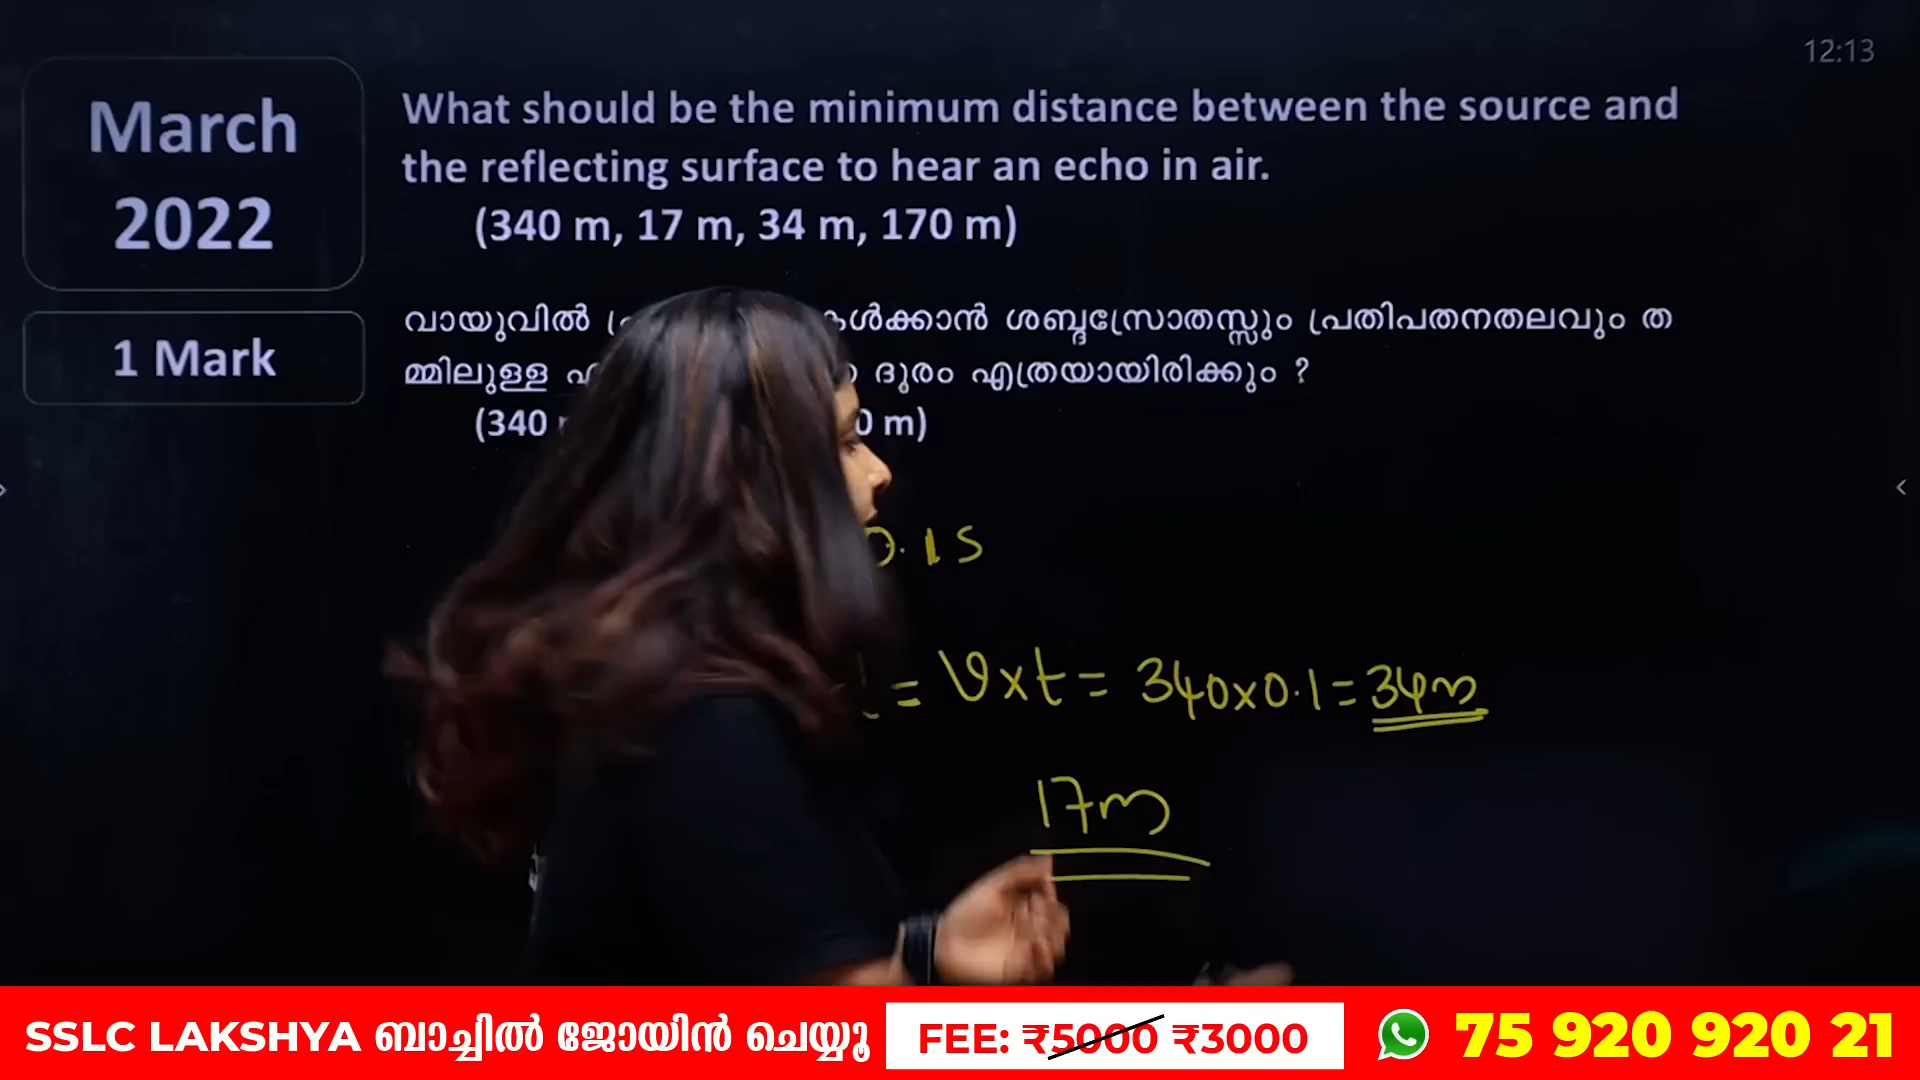 12:13
March
2022
1 Mark
What should be the minimum distance between the source and
the reflecting surface to hear an echo in air.
(340 m, 17 m, 34 m, 170 m)
വായുവിൽ ശബ്ദസ്രോതസ്സും പ്രതിപതനതലവും ത
മ്മിലുള്ള ദൂരം എത്രയായിരിക്കും ?
(340 m)
0.1s
= v x t = 340x0.1 = 34m
17m
SSLC LAKSHYA ബാച്ചിൽ ജോയിൻ ചെയ്യൂ
FEE: ₹5000 ₹3000
75 920 920 21